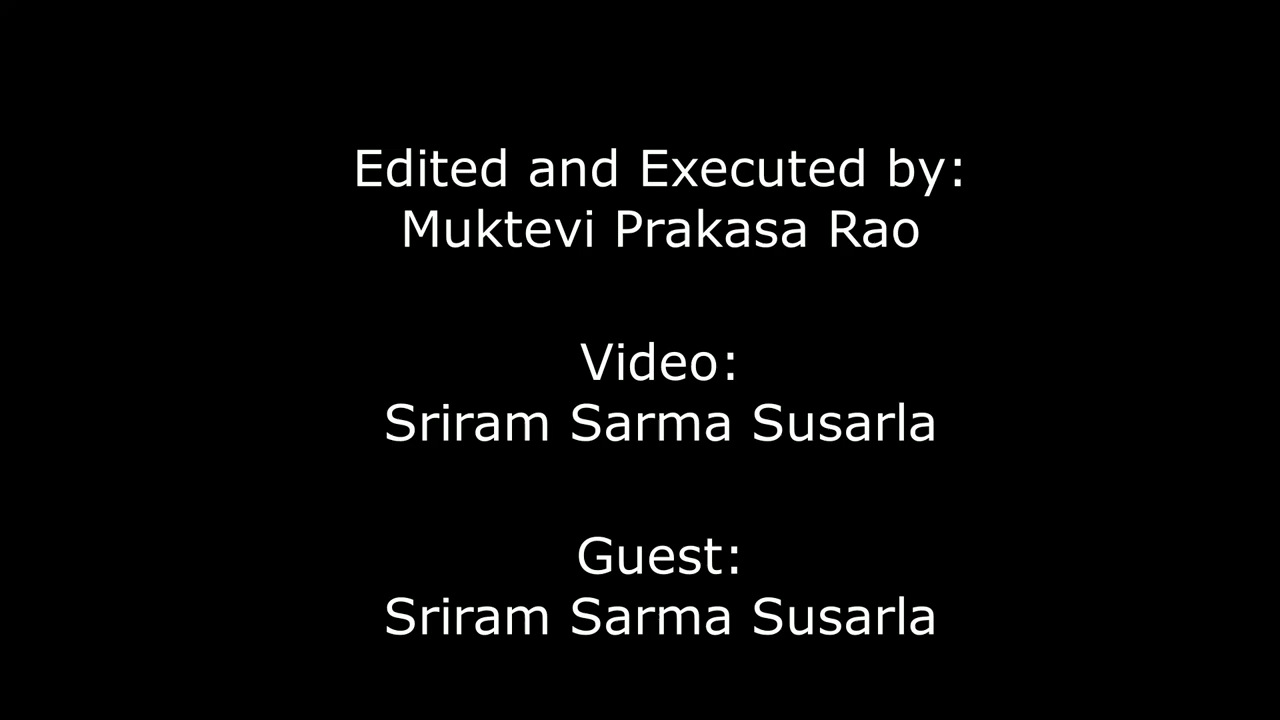 Edited and Executed by:
Muktevi Prakasa Rao
Video:
Sriram Sarma Susarla
Guest:
Sriram Sarma Susarla